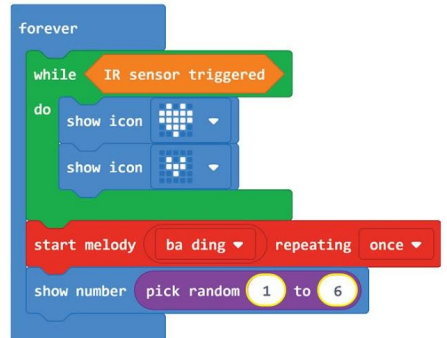 forever
while IR sensor triggered
do
show icon
show icon
start melody ba ding repeating once
show number pick random 1 to 6